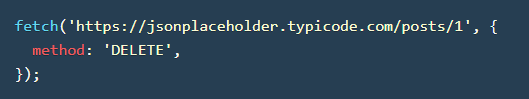 fetch('https://jsonplaceholder.typicode.com/posts/1', {
  method: 'DELETE',
});